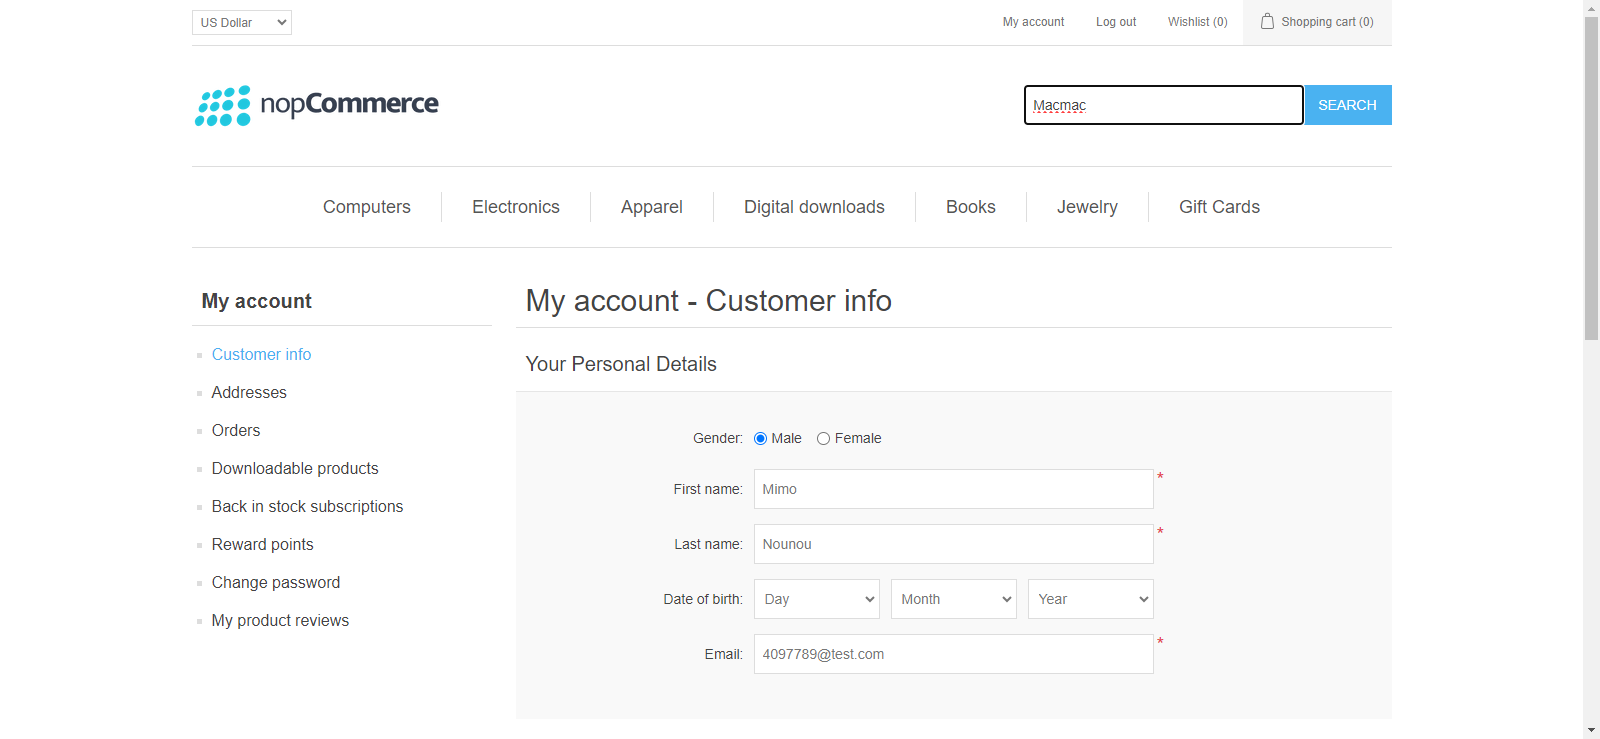 US Dollar My account Log out Wishlist (0) Shopping cart (0)
nopCommerce Macmac SEARCH
Computers Electronics Apparel Digital downloads Books Jewelry Gift Cards
My account
Customer info
Addresses
Orders
Downloadable products
Back in stock subscriptions
Reward points
Change password
My product reviews
My account - Customer info
Your Personal Details
Gender: Male Female
First name: Mimo *
Last name: Nounou *
Date of birth: Day Month Year
Email: 4097789@test.com *